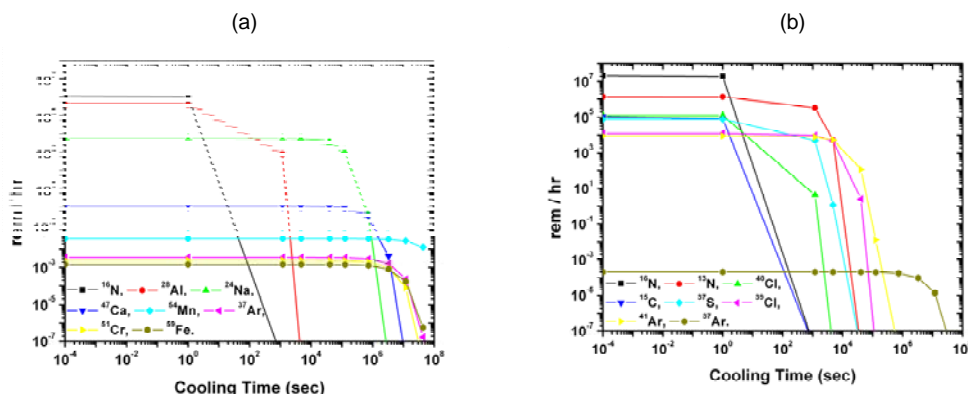 (a)
(b)
rem / hr
10⁻³
10⁻⁵
10⁻⁷
¹⁶N, ²⁸Al, ²⁴Na,
⁴⁷Ca, ⁵⁴Mn, ³⁷Ar,
⁵¹Cr, ⁵⁹Fe.
10⁻⁴ 10⁻² 10⁰ 10² 10⁴ 10⁶ 10⁸
Cooling Time (sec)
rem / hr
10⁷
10⁵
10³
10¹
10⁻¹
10⁻³
10⁻⁵
10⁻⁷
¹⁶N, ¹³N, ⁴⁰Cl,
¹⁵C, ³⁷S, Cl,
⁴¹Ar, ³⁷Ar,
10⁻⁴ 10⁻² 10⁰ 10² 10⁴ 10⁶ 10⁸
Cooling Time (sec)